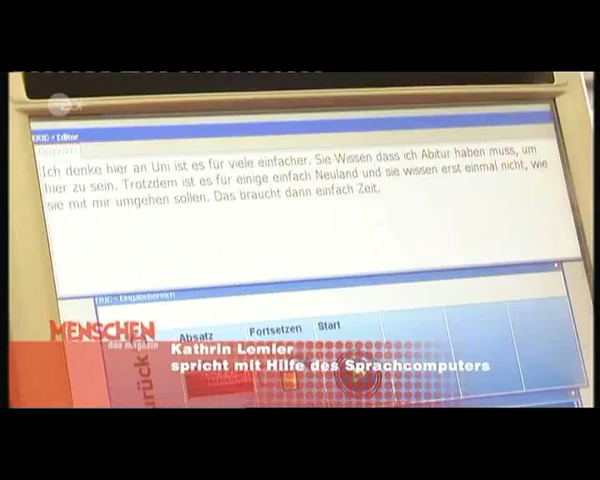 ERIC - Editor
Ich denke hier an Uni ist es für viele einfacher. Sie Wissen dass ich Abitur haben muss, um
hier zu sein. Trotzdem ist es für einige einfach Neuland und sie wissen erst einmal nicht, wie
sie mit mir umgehen sollen. Das braucht dann einfach Zeit.
ERIC - Eingabebereich
Absatz Fortsetzen Start
MENSCHEN
das magazin
Kathrin Lemler
spricht mit Hilfe des Sprachcomputers